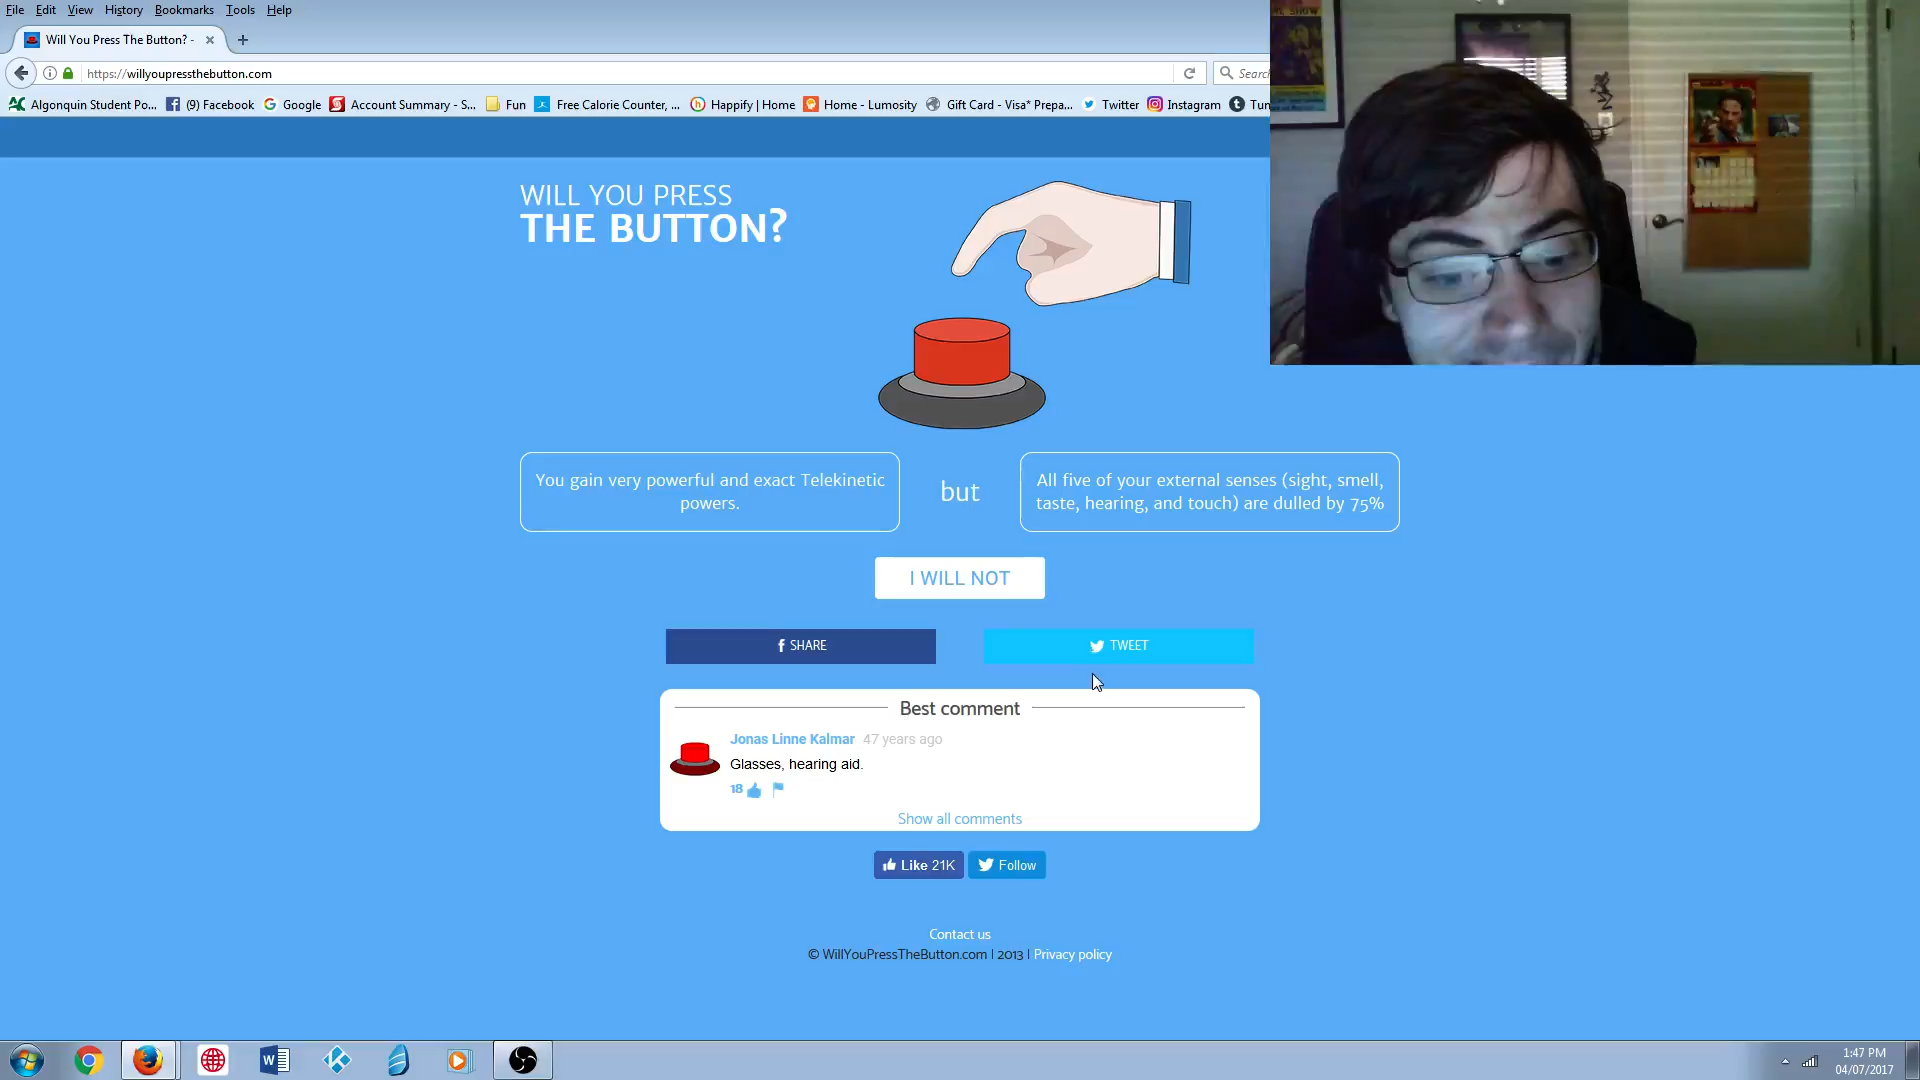 File Edit View History Bookmarks Tools Help
Will You Press The Button? -
https://willyoupressthebutton.com
Search
Algonquin Student Po... (9) Facebook Google Account Summary - S... Fun Free Calorie Counter, ... Happify | Home Home - Lumosity Gift Card - Visa* Prepa... Twitter Instagram Tun
WILL YOU PRESS
THE BUTTON?
You gain very powerful and exact Telekinetic
powers.
but
All five of your external senses (sight, smell,
taste, hearing, and touch) are dulled by 75%
I WILL NOT
SHARE
TWEET
Best comment
Jonas Linne Kalmar 47 years ago
Glasses, hearing aid.
18
Show all comments
Like 21K
Follow
Contact us
© WillYouPressTheButton.com | 2013 | Privacy policy
1:47 PM
04/07/2017